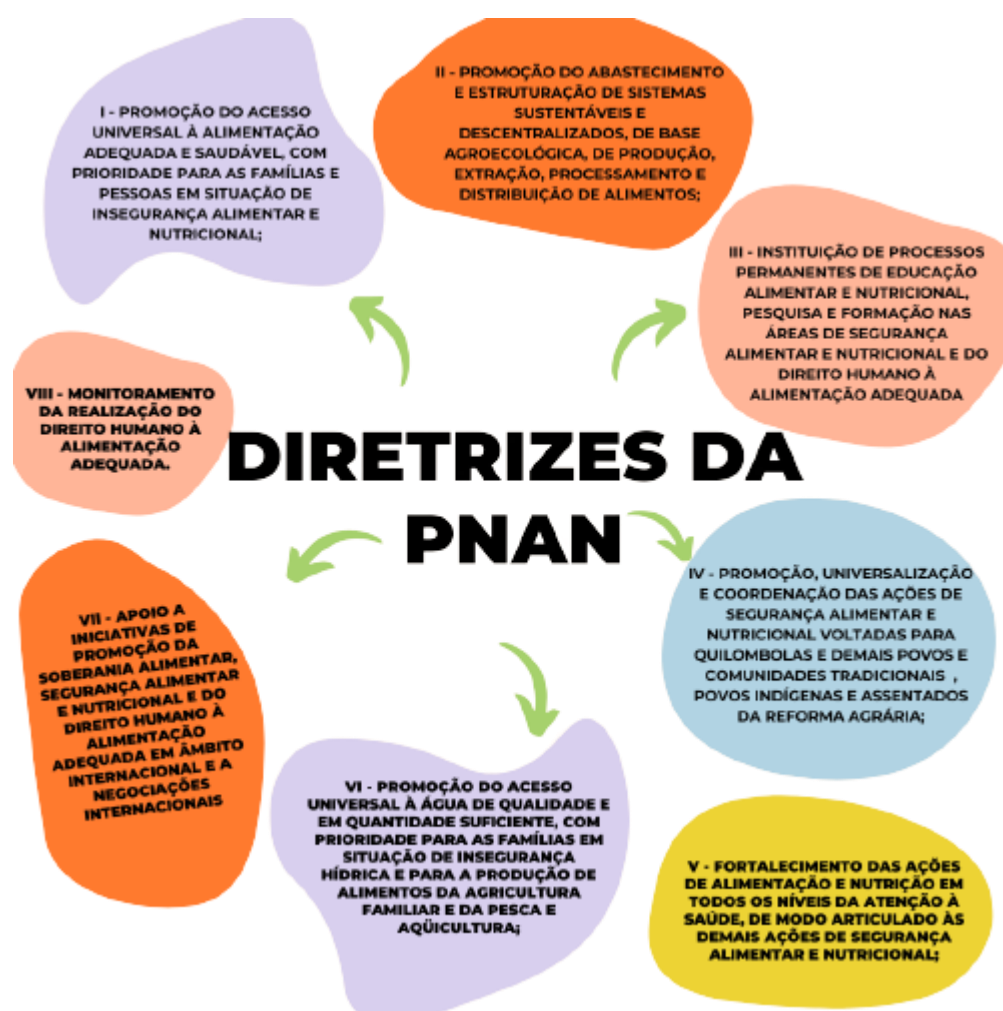 DIRETRIZES DA
PNAN
I - PROMOÇÃO DO ACESSO
UNIVERSAL À ALIMENTAÇÃO
ADEQUADA E SAUDÁVEL, COM
PRIORIDADE PARA AS FAMÍLIAS E
PESSOAS EM SITUAÇÃO DE
INSEGURANÇA ALIMENTAR E
NUTRICIONAL;
II - PROMOÇÃO DO ABASTECIMENTO
E ESTRUTURAÇÃO DE SISTEMAS
SUSTENTÁVEIS E
DESCENTRALIZADOS, DE BASE
AGROECOLÓGICA, DE PRODUÇÃO,
EXTRAÇÃO, PROCESSAMENTO E
DISTRIBUIÇÃO DE ALIMENTOS;
III - INSTITUIÇÃO DE PROCESSOS
PERMANENTES DE EDUCAÇÃO
ALIMENTAR E NUTRICIONAL,
PESQUISA E FORMAÇÃO NAS
ÁREAS DE SEGURANÇA
ALIMENTAR E NUTRICIONAL E DO
DIREITO HUMANO À
ALIMENTAÇÃO ADEQUADA
IV - PROMOÇÃO, UNIVERSALIZAÇÃO
E COORDENAÇÃO DAS AÇÕES DE
SEGURANÇA ALIMENTAR E
NUTRICIONAL VOLTADAS PARA
QUILOMBOLAS E DEMAIS POVOS E
COMUNIDADES TRADICIONAIS ,
POVOS INDÍGENAS E ASSENTADOS
DA REFORMA AGRÁRIA;
V - FORTALECIMENTO DAS AÇÕES
DE ALIMENTAÇÃO E NUTRIÇÃO EM
TODOS OS NÍVEIS DA ATENÇÃO À
SAÚDE, DE MODO ARTICULADO ÀS
DEMAIS AÇÕES DE SEGURANÇA
ALIMENTAR E NUTRICIONAL;
VI - PROMOÇÃO DO ACESSO
UNIVERSAL À ÁGUA DE QUALIDADE E
EM QUANTIDADE SUFICIENTE, COM
PRIORIDADE PARA AS FAMÍLIAS EM
SITUAÇÃO DE INSEGURANÇA
HÍDRICA E PARA A PRODUÇÃO DE
ALIMENTOS DA AGRICULTURA
FAMILIAR E DA PESCA E
AQÜICULTURA;
VII - APOIO A
INICIATIVAS DE
PROMOÇÃO DA
SOBERANIA ALIMENTAR,
SEGURANÇA ALIMENTAR
E NUTRICIONAL E DO
DIREITO HUMANO À
ALIMENTAÇÃO
ADEQUADA EM ÂMBITO
INTERNACIONAL E A
NEGOCIAÇÕES
INTERNACIONAIS
VIII - MONITORAMENTO
DA REALIZAÇÃO DO
DIREITO HUMANO À
ALIMENTAÇÃO
ADEQUADA.